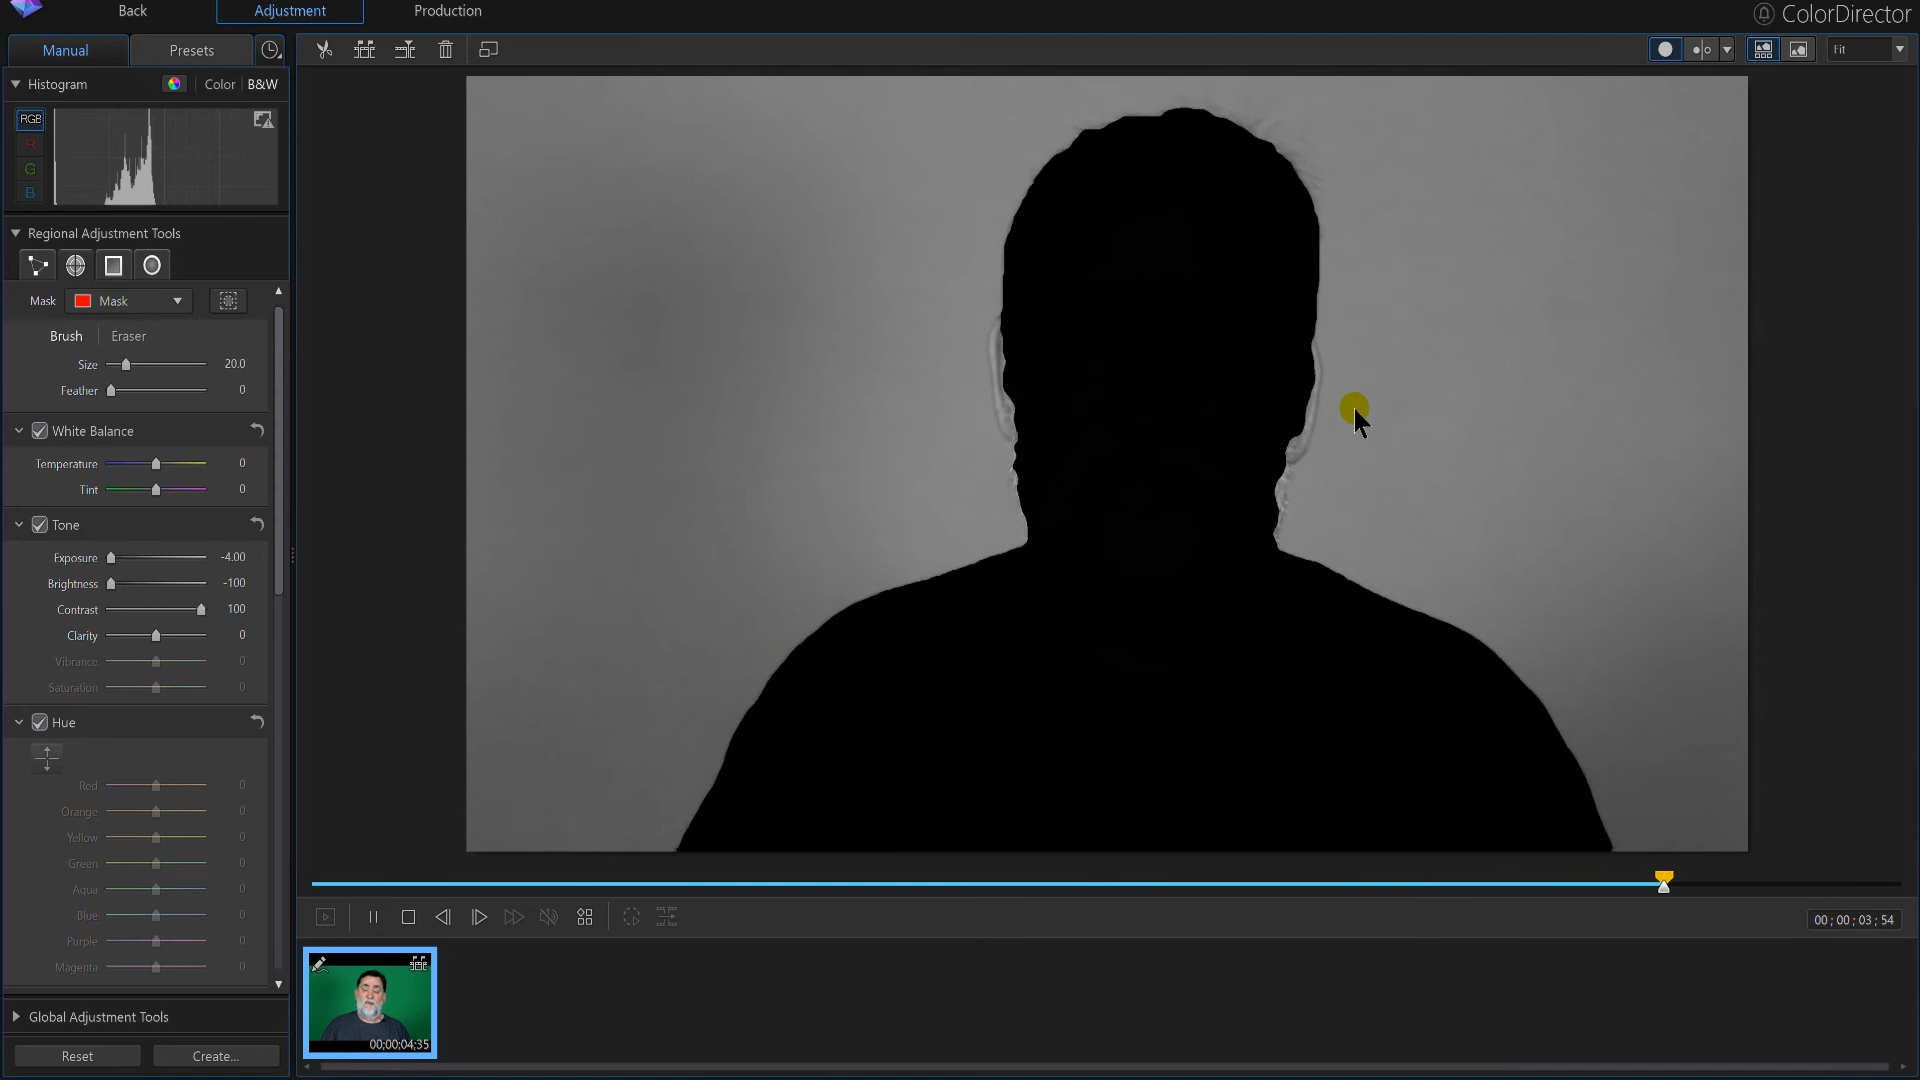 Back
Adjustment
Production
ColorDirector
Manual
Presets
Fit
Histogram
Color
B&W
RGB
R
G
B
Regional Adjustment Tools
Mask
Mask
Brush
Eraser
Size 20.0
Feather 0
White Balance
Temperature 0
Tint 0
Tone
Exposure -4.00
Brightness -100
Contrast 100
Clarity 0
Vibrance 0
Saturation 0
Hue
Red 0
Orange 0
Yellow 0
Green 0
Aqua 0
Blue 0
Purple 0
Magenta 0
Global Adjustment Tools
Reset
Create...
00 ; 00 ; 03 ; 54
00;00;04;35